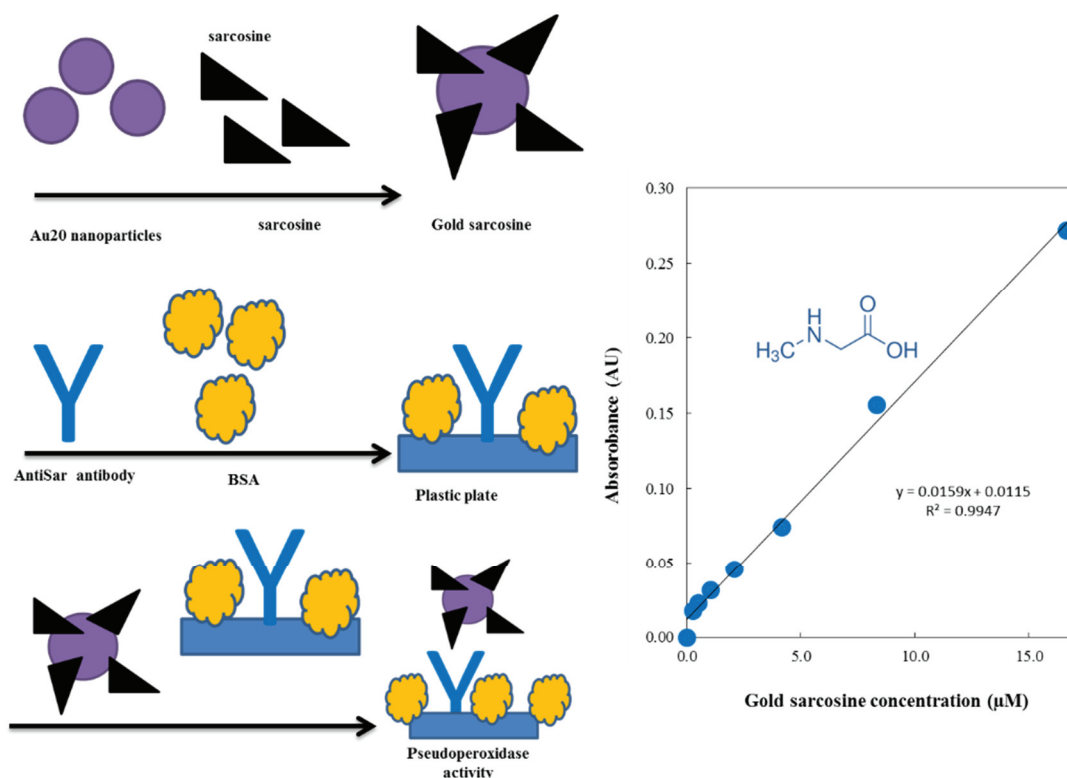 sarcosine
sarcosine
Au20 nanoparticles
Gold sarcosine
AntiSar antibody
BSA
Plastic plate
Pseudoperoxidase
activity
0.30
0.25
0.20
0.15
0.10
0.05
0.00
Absorobance (AU)
H
N
H₃C
O
OH
y = 0.0159x + 0.0115
R² = 0.9947
0.0 5.0 10.0 15.0
Gold sarcosine concentration (µM)